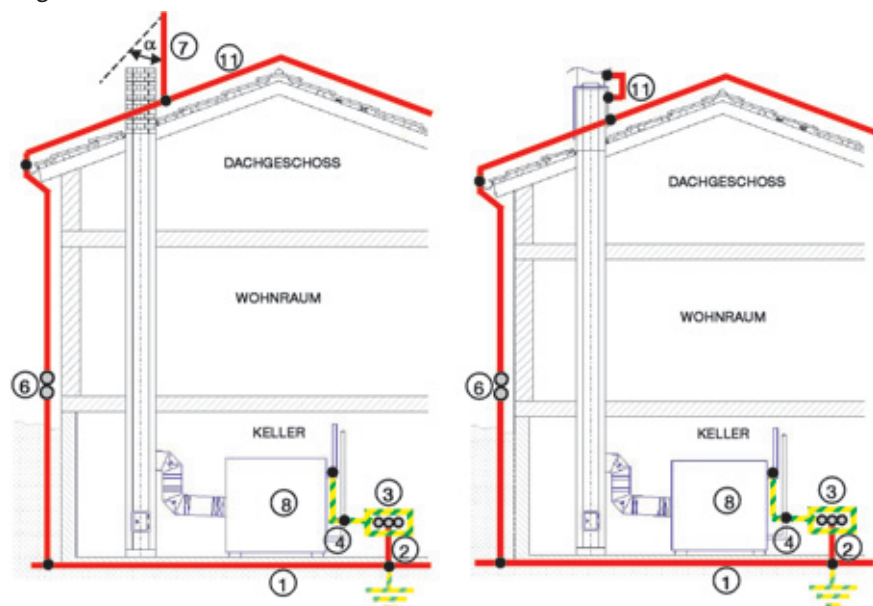 α
7
11
DACHGESCHOSS
WOHNRAUM
6
KELLER
3
8
4
2
1
11
DACHGESCHOSS
WOHNRAUM
6
KELLER
3
8
4
2
1